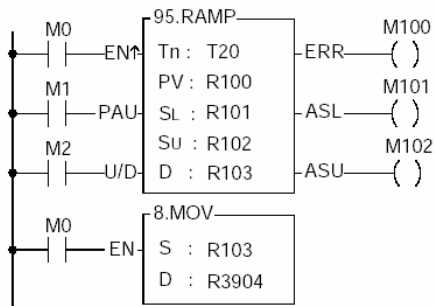 95.RAMP
M100
M0
EN↑
Tn : T20
ERR
PV : R100
M101
M1
PAU
SL : R101
ASL
SU : R102
M102
M2
U/D
D : R103
ASU
8.MOV
M0
EN
S : R103
D : R3904